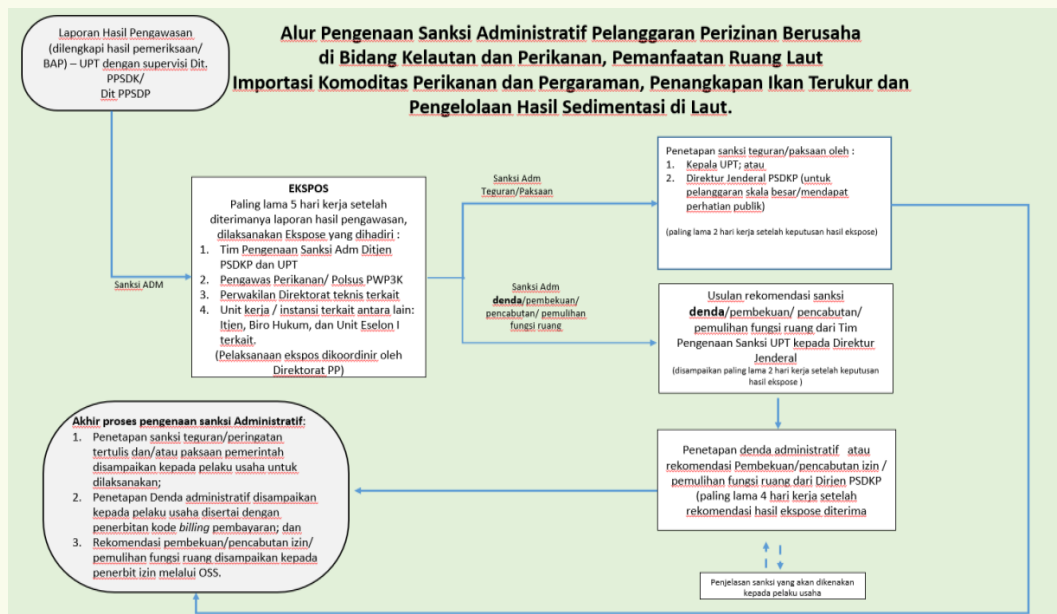 Laporan Hasil Pengawasan
(dilengkapi hasil pemeriksaan/
BAP) – UPT dengan supervisi Dit.
PPSDK/
Dit PPSDP
Alur Pengenaan Sanksi Administratif Pelanggaran Perizinan Berusaha
di Bidang Kelautan dan Perikanan, Pemanfaatan Ruang Laut
Importasi Komoditas Perikanan dan Pergaraman, Penangkapan Ikan Terukur dan
Pengelolaan Hasil Sedimentasi di Laut.
Sanksi ADM
EKSPOS
Paling lama 5 hari kerja setelah
diterimanya laporan hasil pengawasan,
dilaksanakan Ekspose yang dihadiri :
1. Tim Pengenaan Sanksi Adm Ditjen
PSDKP dan UPT
2. Pengawas Perikanan/ Polsus PWP3K
3. Perwakilan Direktorat teknis terkait
4. Unit kerja / instansi terkait antara lain:
Itjen, Biro Hukum, dan Unit Eselon I
terkait.
(Pelaksanaan ekspos dikoordinir oleh
Direktorat PP)
Sanksi Adm
Teguran/Paksaan
Penetapan sanksi teguran/paksaan oleh :
1. Kepala UPT; atau
2. Direktur Jenderal PSDKP (untuk
pelanggaran skala besar/mendapat
perhatian publik)
(paling lama 2 hari kerja setelah keputusan hasil ekspose)
Sanksi Adm
denda/pembekuan/
pencabutan/ pemulihan
fungsi ruang
Usulan rekomendasi sanksi
denda/pembekuan/ pencabutan/
pemulihan fungsi ruang dari Tim
Pengenaan Sanksi UPT kepada Direktur
Jenderal
(disampaikan paling lama 2 hari kerja setelah keputusan
hasil ekspose )
Penetapan denda administratif atau
rekomendasi Pembekuan/pencabutan izin /
pemulihan fungsi ruang dari Dirjen PSDKP
(paling lama 4 hari kerja setelah
rekomendasi hasil ekspose diterima
Penjelasan sanksi yang akan dikenakan
kepada pelaku usaha
Akhir proses pengenaan sanksi Administratif:
1. Penetapan sanksi teguran/peringatan
tertulis dan/atau paksaan pemerintah
disampaikan kepada pelaku usaha untuk
dilaksanakan;
2. Penetapan Denda administratif disampaikan
kepada pelaku usaha disertai dengan
penerbitan kode billing pembayaran; dan
3. Rekomendasi pembekuan/pencabutan izin/
pemulihan fungsi ruang disampaikan kepada
penerbit izin melalui OSS.